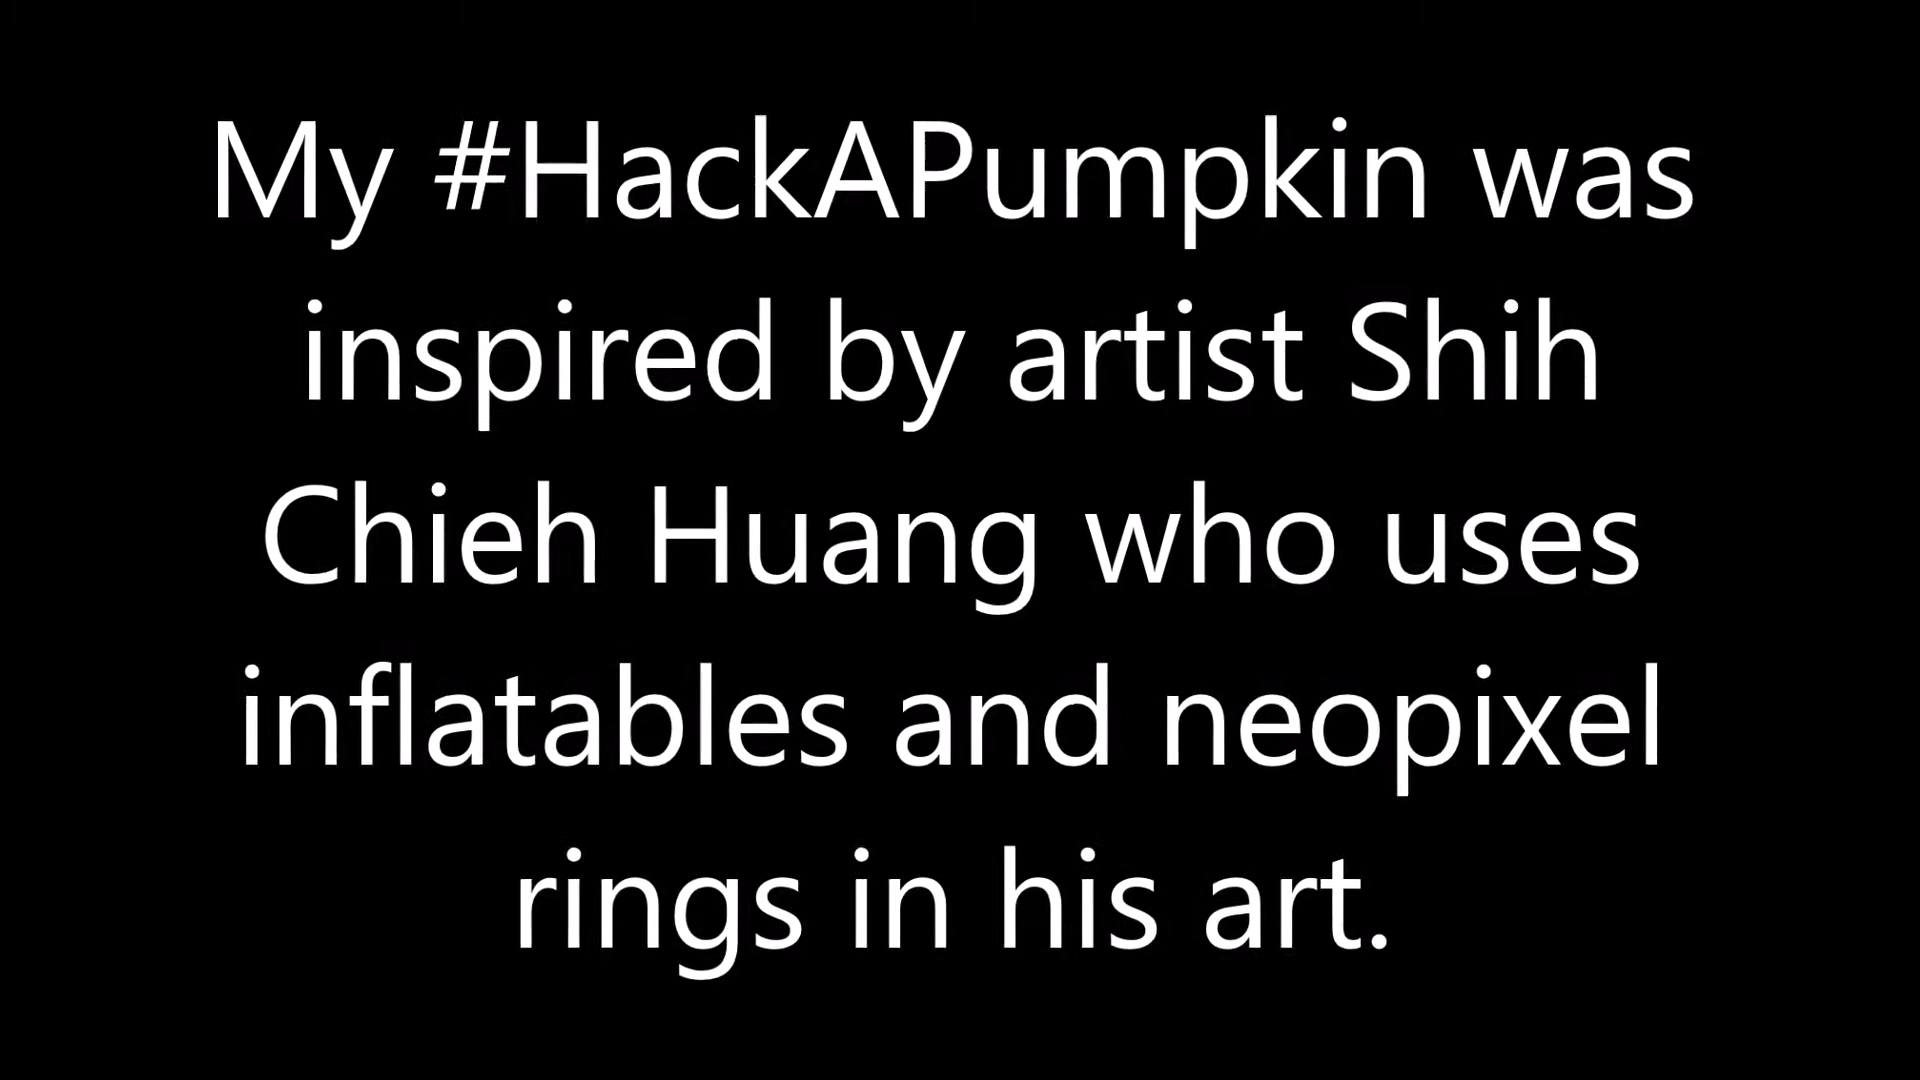 My #HackAPumpkin was
inspired by artist Shih
Chieh Huang who uses
inflatables and neopixel
rings in his art.